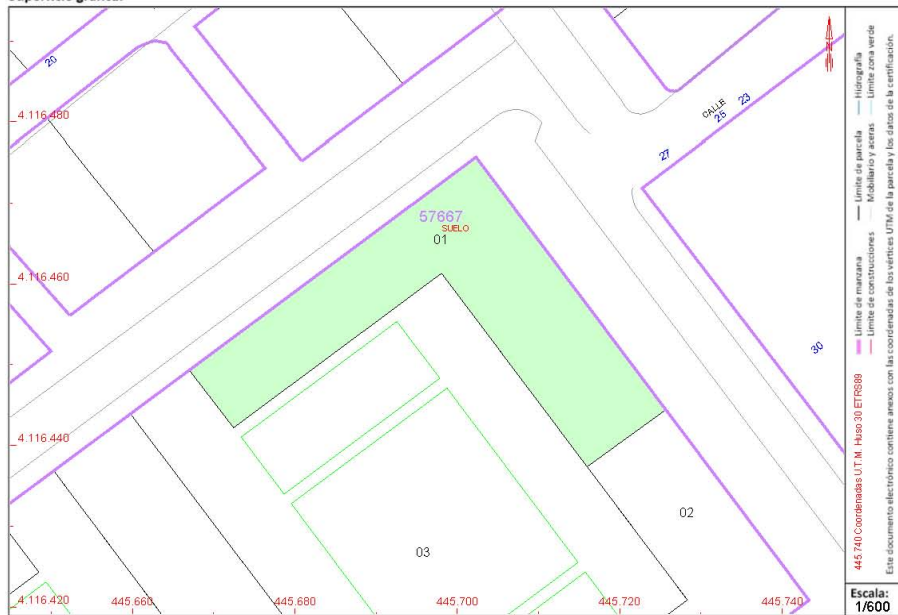 Superficie gráfica:
20
4.116.480
57667
SUELO
01
CALLE
23
25
27
4.116.460
30
4.116.440
02
03
4.116.420
445.660
445.680
445.700
445.720
445.740
N
445.740 Coordenadas U.T.M. Huso 30 ETRS89
Límite de manzana
Límite de parcela
Hidrografía
Límite de construcciones
Mobiliario y aceras
Límite zona verde
Este documento electrónico contiene anexos con las coordenadas de los vértices UTM de la parcela y los datos de la certificación.
Escala:
1/600